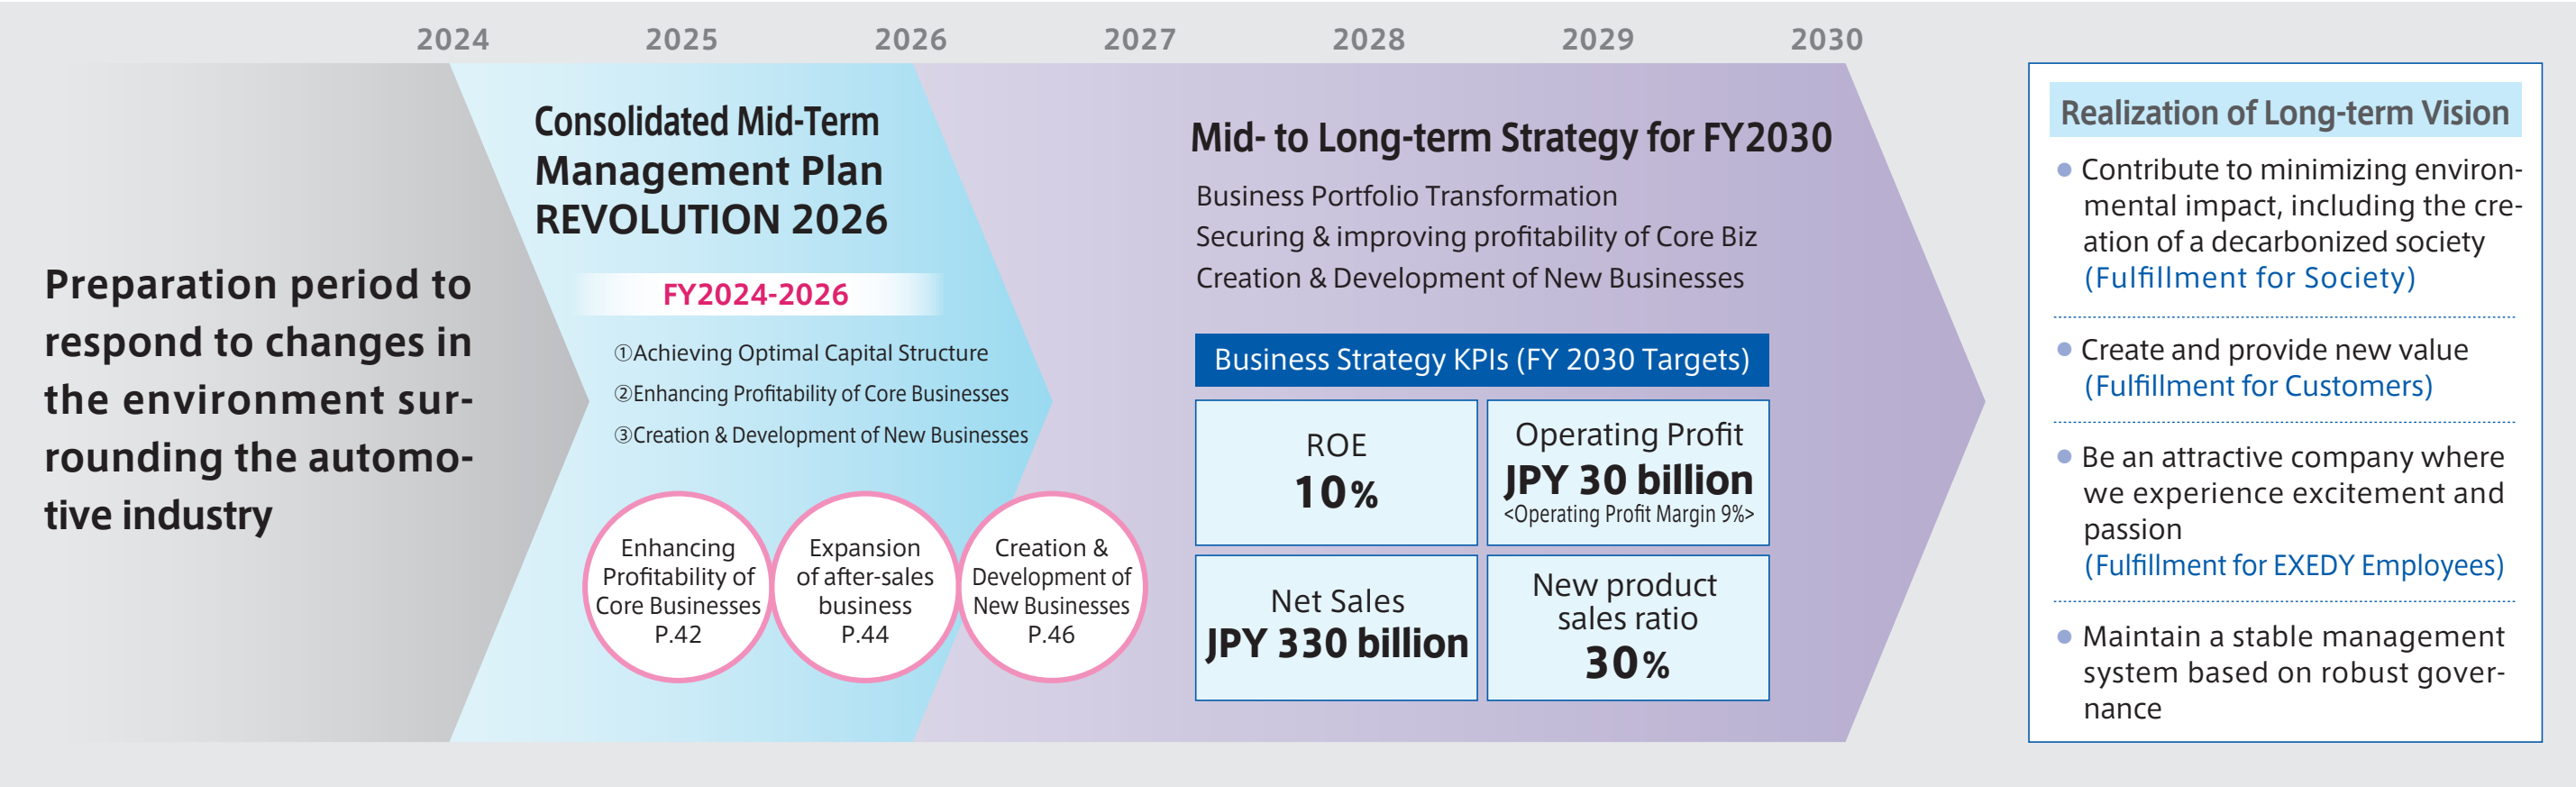 2024 2025 2026 2027 2028 2029 2030
Preparation period to
respond to changes in
the environment sur-
rounding the automo-
tive industry
Consolidated Mid-Term
Management Plan
REVOLUTION 2026
FY2024-2026
①Achieving Optimal Capital Structure
②Enhancing Profitability of Core Businesses
③Creation & Development of New Businesses
Enhancing
Profitability of
Core Businesses
P.42
Expansion
of after-sales
business
P.44
Creation &
Development of
New Businesses
P.46
Mid- to Long-term Strategy for FY2030
Business Portfolio Transformation
Securing & improving profitability of Core Biz
Creation & Development of New Businesses
Business Strategy KPIs (FY 2030 Targets)
ROE
10%
Operating Profit
JPY 30 billion
<Operating Profit Margin 9%>
Net Sales
JPY 330 billion
New product
sales ratio
30%
Realization of Long-term Vision
● Contribute to minimizing environ-
mental impact, including the cre-
ation of a decarbonized society
(Fulfillment for Society)
● Create and provide new value
(Fulfillment for Customers)
● Be an attractive company where
we experience excitement and
passion
(Fulfillment for EXEDY Employees)
● Maintain a stable management
system based on robust gover-
nance